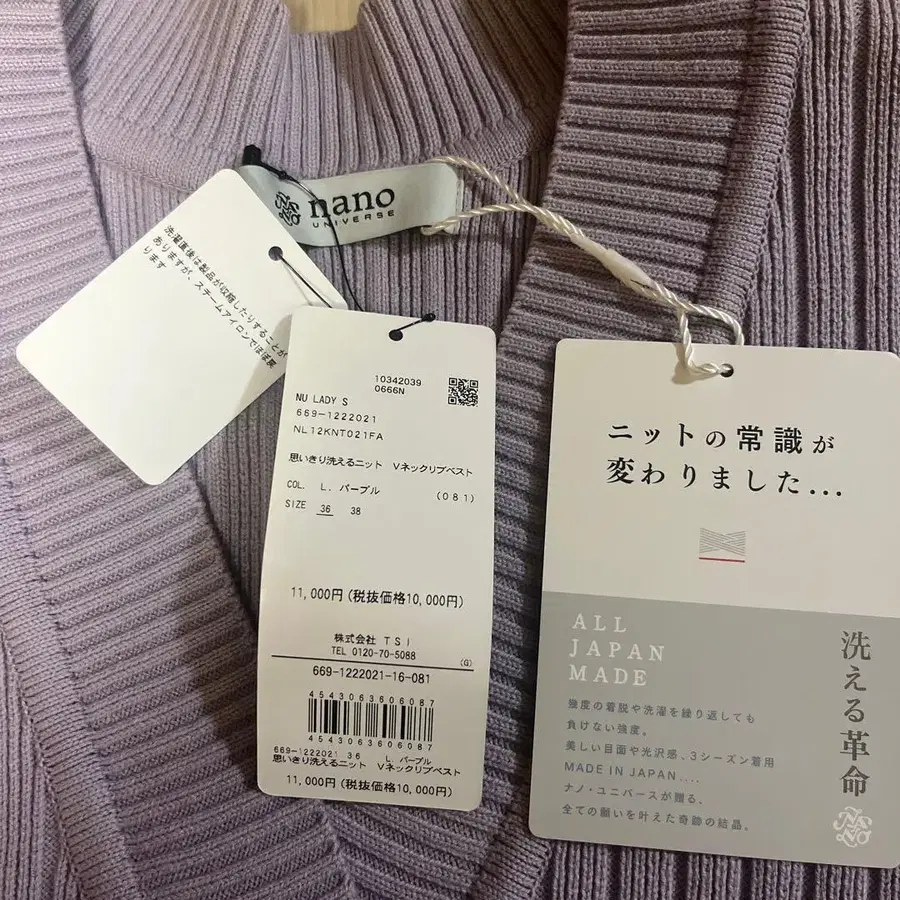 nano
UNIVERSE
洗濯直後は製品が収縮したりすることが
ありますが、スチームアイロンでほぼ戻
ります
10342039
0666N
NU LADY S
669-1222021
NL12KNT021FA
思いきり洗えるニット Vネックリブベスト
COL. L. パープル (081)
SIZE 36 38
11,000円(税抜価格10,000円)
株式会社 TSI
TEL 0120-70-5088
(G)
669-1222021-16-081
4543063606087
4543063606087
669-1222021 36 L. パープル
思いきり洗えるニット Vネックリブベスト
11,000円(税抜価格10,000円)
ニットの常識が
変わりました...
ALL
JAPAN
MADE
洗える革命
幾度の着脱や洗濯を繰り返しても
負けない強度。
美しい目面や光沢感、3シーズン着用
MADE IN JAPAN....
ナノ・ユニバースが贈る、
全ての願いを叶えた奇跡の結晶。
NANO